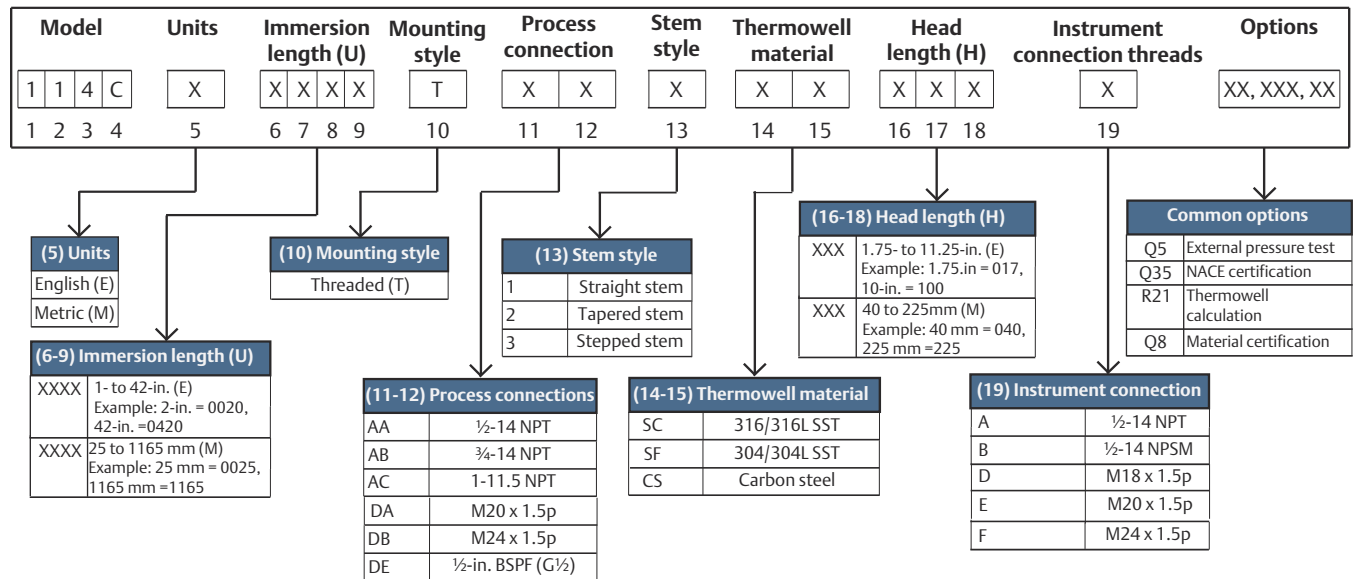 Model Units Immersion length (U) Mounting style Process connection Stem style Thermowell material Head length (H) Instrument connection threads Options
1 1 4 C X X X X X T X X X X X X X X X XX, XXX, XX
1 2 3 4 5 6 7 8 9 10 11 12 13 14 15 16 17 18 19
(5) Units
English (E)
Metric (M)
(6-9) Immersion length (U)
XXXX 1- to 42-in. (E)
Example: 2-in. = 0020,
42-in. =0420
XXXX 25 to 1165 mm (M)
Example: 25 mm = 0025,
1165 mm =1165
(10) Mounting style
Threaded (T)
(11-12) Process connections
AA ½-14 NPT
AB ¾-14 NPT
AC 1-11.5 NPT
DA M20 x 1.5p
DB M24 x 1.5p
DE ½-in. BSPF (G½)
(13) Stem style
1 Straight stem
2 Tapered stem
3 Stepped stem
(14-15) Thermowell material
SC 316/316L SST
SF 304/304L SST
CS Carbon steel
(16-18) Head length (H)
XXX 1.75- to 11.25-in. (E)
Example: 1.75.in = 017,
10-in. = 100
XXX 40 to 225mm (M)
Example: 40 mm = 040,
225 mm =225
(19) Instrument connection
A ½-14 NPT
B ½-14 NPSM
D M18 x 1.5p
E M20 x 1.5p
F M24 x 1.5p
Common options
Q5 External pressure test
Q35 NACE certification
R21 Thermowell
calculation
Q8 Material certification